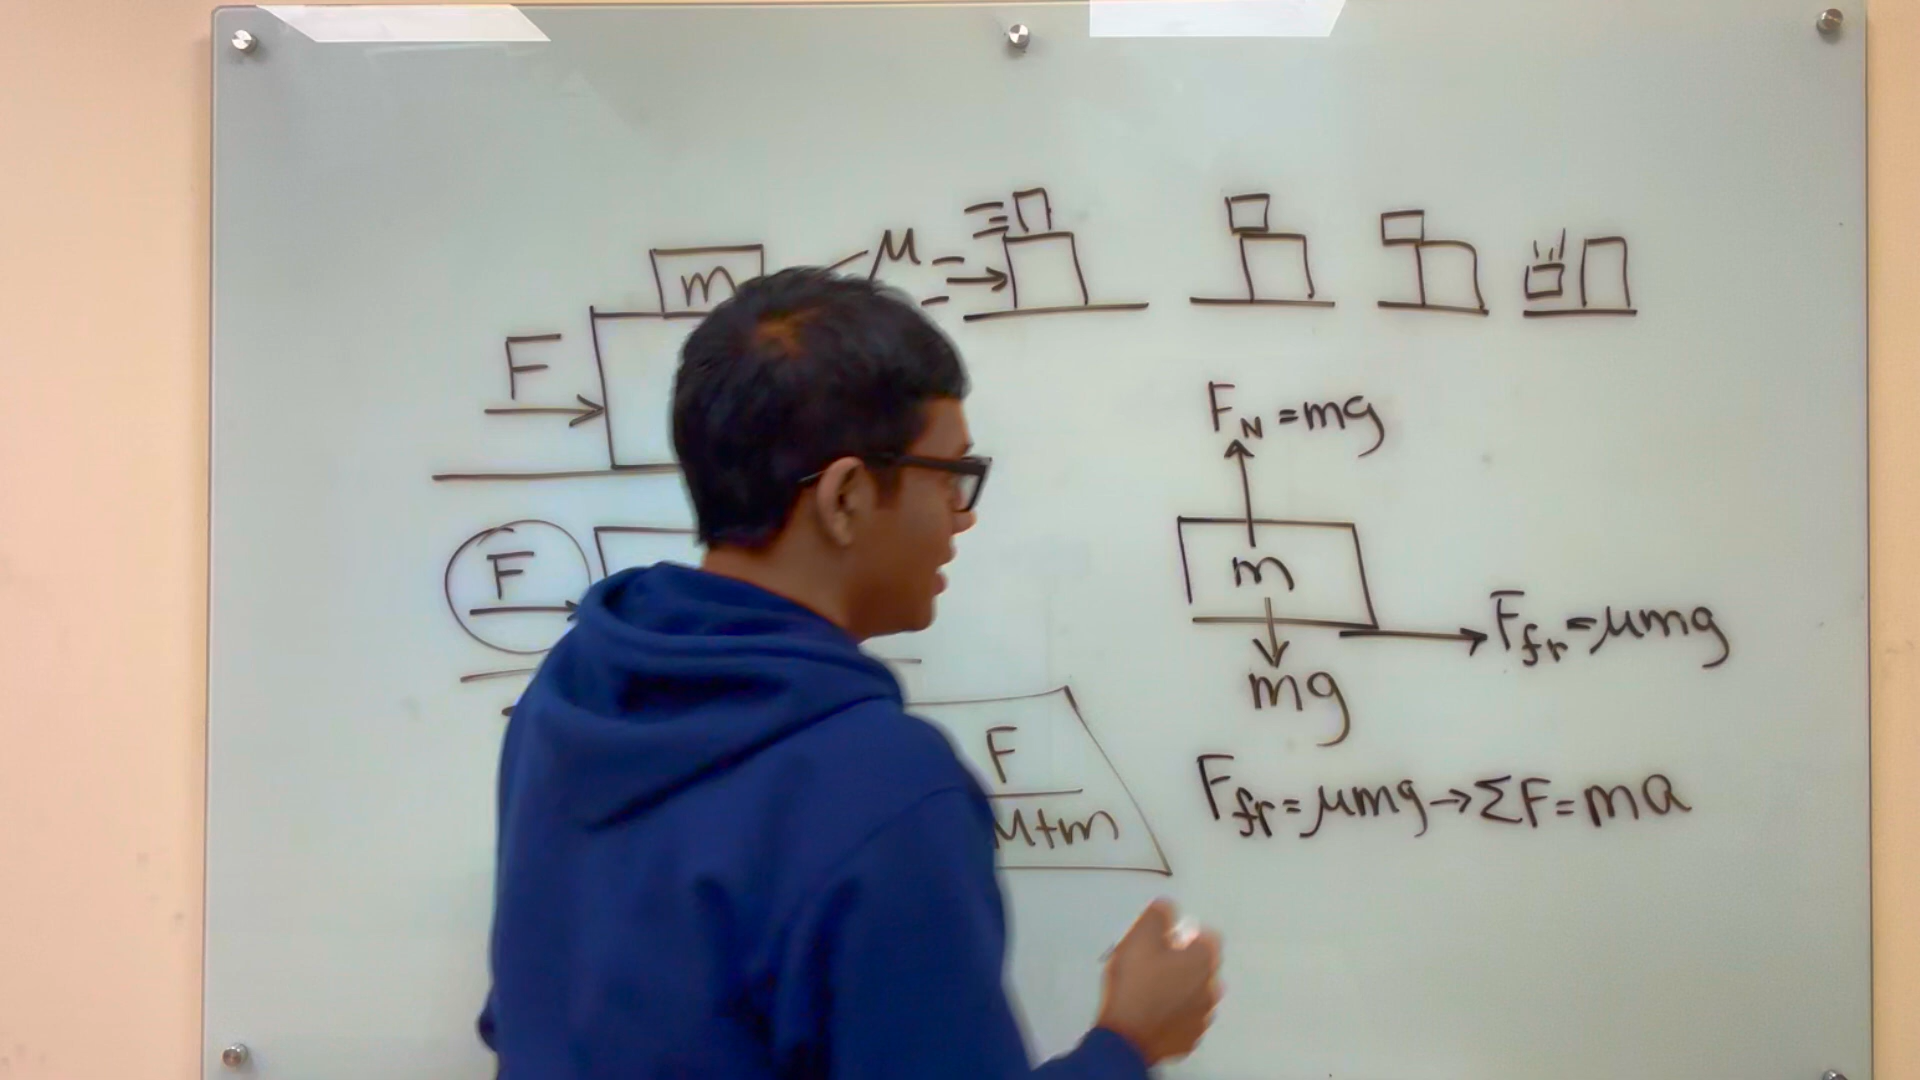 m
μ
F
F
F
M+m
F_N = mg
m
mg
F_fr = μmg
F_fr = μmg → ΣF = ma